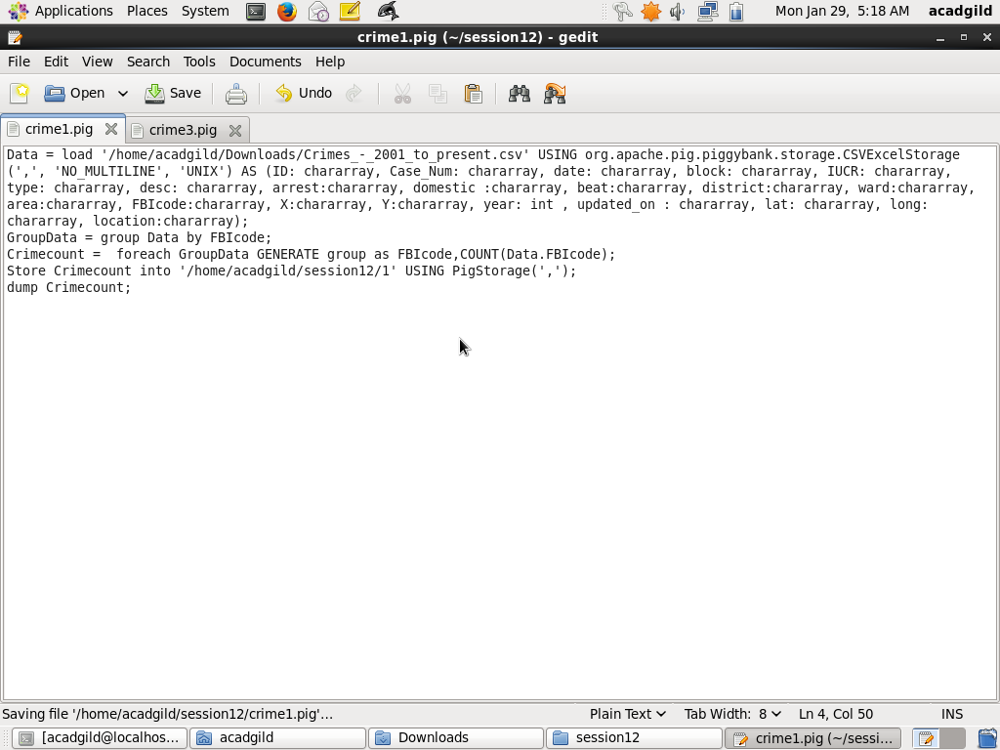 Applications Places System Mon Jan 29, 5:18 AM acadgild
crime1.pig (~/session12) - gedit
File Edit View Search Tools Documents Help
Open Save Undo
crime1.pig crime3.pig
Data = load '/home/acadgild/Downloads/Crimes_-_2001_to_present.csv' USING org.apache.pig.piggybank.storage.CSVExcelStorage
(',', 'NO_MULTILINE', 'UNIX') AS (ID: chararray, Case_Num: chararray, date: chararray, block: chararray, IUCR: chararray,
type: chararray, desc: chararray, arrest:chararray, domestic :chararray, beat:chararray, district:chararray, ward:chararray,
area:chararray, FBIcode:chararray, X:chararray, Y:chararray, year: int , updated_on : chararray, lat: chararray, long:
chararray, location:chararray);
GroupData = group Data by FBIcode;
Crimecount =  foreach GroupData GENERATE group as FBIcode,COUNT(Data.FBIcode);
Store Crimecount into '/home/acadgild/session12/1' USING PigStorage(',');
dump Crimecount;
Saving file '/home/acadgild/session12/crime1.pig'... Plain Text Tab Width: 8 Ln 4, Col 50 INS
[acadgild@localhos... acadgild Downloads session12 crime1.pig (~/sessi...